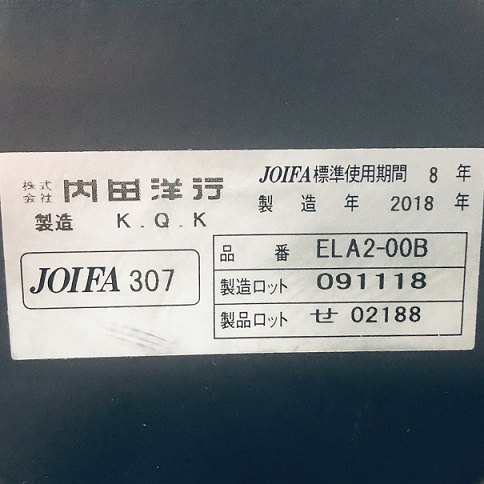 株式会社 内田洋行
製造 K.Q.K
JOIFA 307
JOIFA標準使用期間 8 年
製造年 2018 年
品番 ELA2-00B
製造ロット 091118
製品ロット せ 02188